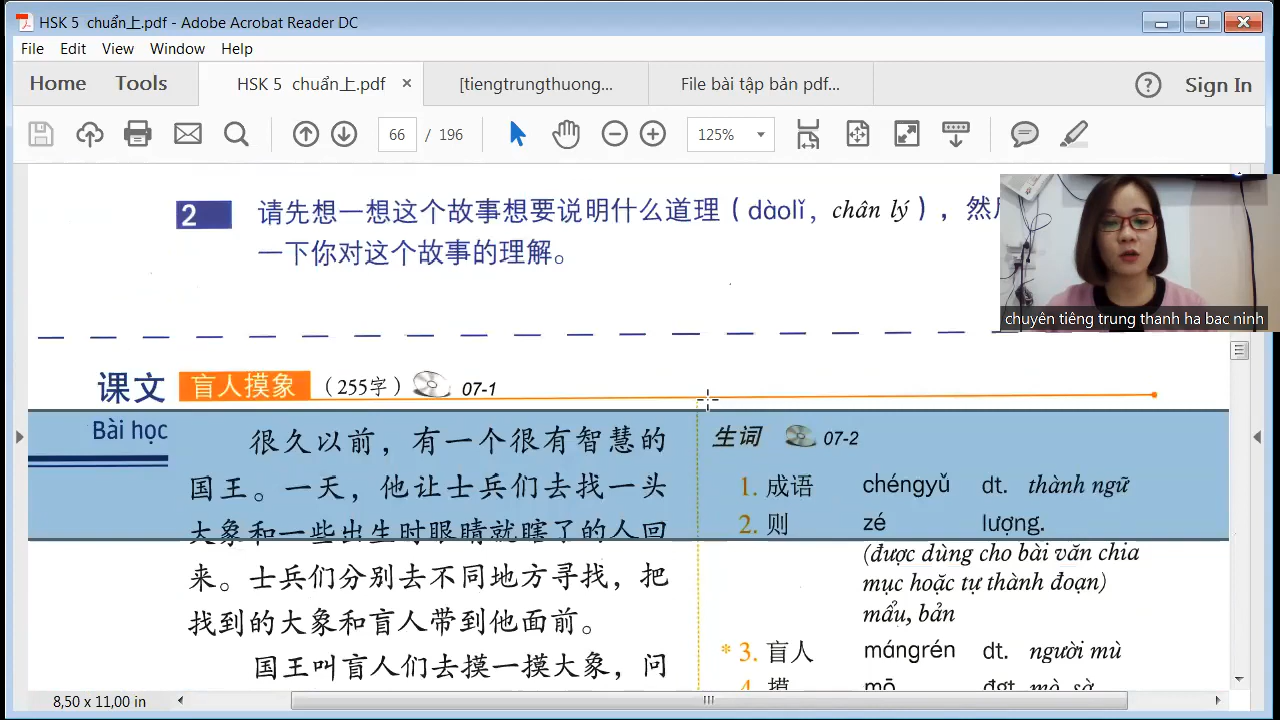 HSK 5 chuẩn上.pdf - Adobe Acrobat Reader DC
File Edit View Window Help
Home Tools HSK 5 chuẩn上.pdf × [tiengtrungthuong... File bài tập bản pdf... Sign In
66 / 196 125%
2 请先想一想这个故事想要说明什么道理（dàolǐ，chân lý），然
一下你对这个故事的理解。
chuyên tiêng trung thanh ha bac ninh
课文 盲人摸象（255字） 07-1
Bài học
很久以前，有一个很有智慧的
国王。一天，他让士兵们去找一头
大象和一些出生时眼睛就瞎了的人回
来。士兵们分别去不同地方寻找，把
找到的大象和盲人带到他面前。
国王叫盲人们去摸一摸大象，问
生词 07-2
1. 成语 chéngyǔ dt. thành ngữ
2. 则 zé lượng.
(được dùng cho bài văn chia
mục hoặc tự thành đoạn)
mẩu, bản
* 3. 盲人 mángrén dt. người mù
4. 摸 mō đgt. mò, sờ
8,50 x 11,00 in